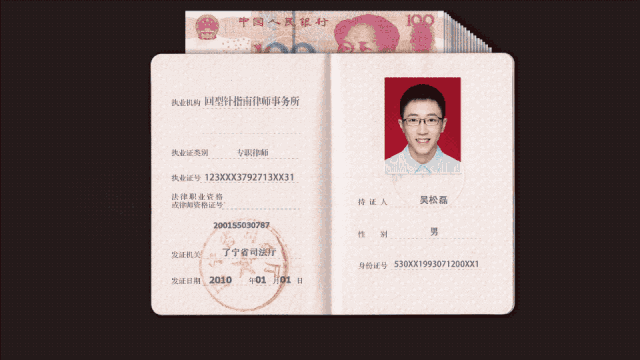 中国人民银行 100
100
执业机构 回型针指南律师事务所
执业证类别 专职律师
执业证号 123XXX3792713XX31
法律职业资格
或律师资格证号
200155030787
发证机关 了宁省司法厅
发证日期 2010 年01 月01 日
持证人 吴松磊
性别 男
身份证号 530XX1993071200XX1